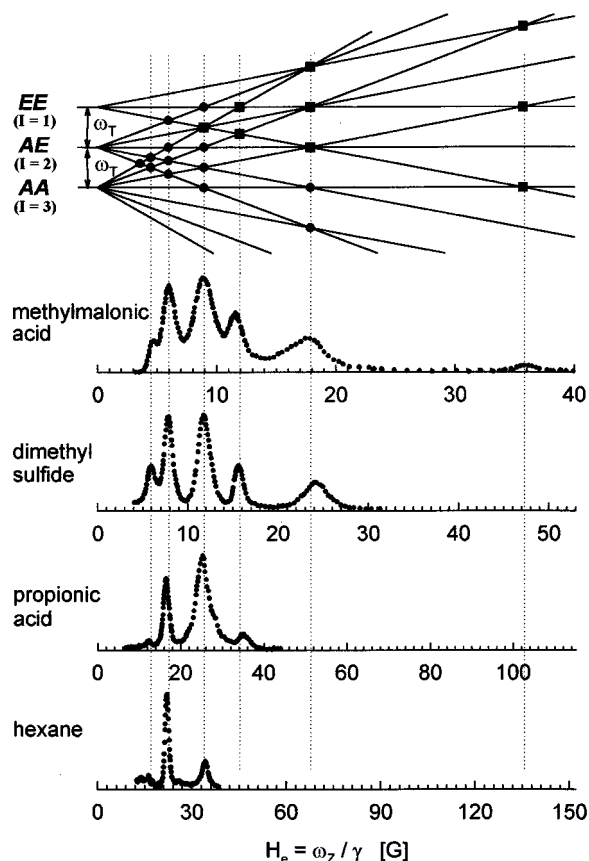 EE
(I = 1)
ω_T
AE
(I = 2)
ω_T
AA
(I = 3)
methylmalonic
acid
0 10 20 30 40
dimethyl
sulfide
0 10 20 30 40 50
propionic
acid
0 20 40 60 80 100
hexane
0 30 60 90 120 150
H_e = ω_Z / γ [G]